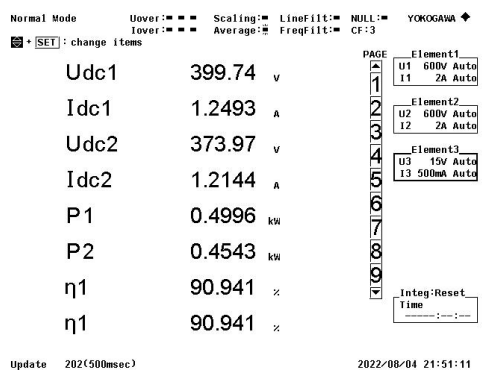 Normal Mode Uover: Scaling: LineFilt: NULL: YOKOGAWA ◆
Iover: Average: FreqFilt: CF:3
+ SET : change items
PAGE
1
2
3
4
5
6
7
8
9
Udc1 399.74 V
Idc1 1.2493 A
Udc2 373.97 V
Idc2 1.2144 A
P1 0.4996 kW
P2 0.4543 kW
η1 90.941 %
η1 90.941 %
Element1
U1 600V Auto
I1 2A Auto
Element2
U2 600V Auto
I2 2A Auto
Element3
U3 15V Auto
I3 500mA Auto
Integ:Reset
Time
-----:--:--
Update 202(500msec) 2022/08/04 21:51:11